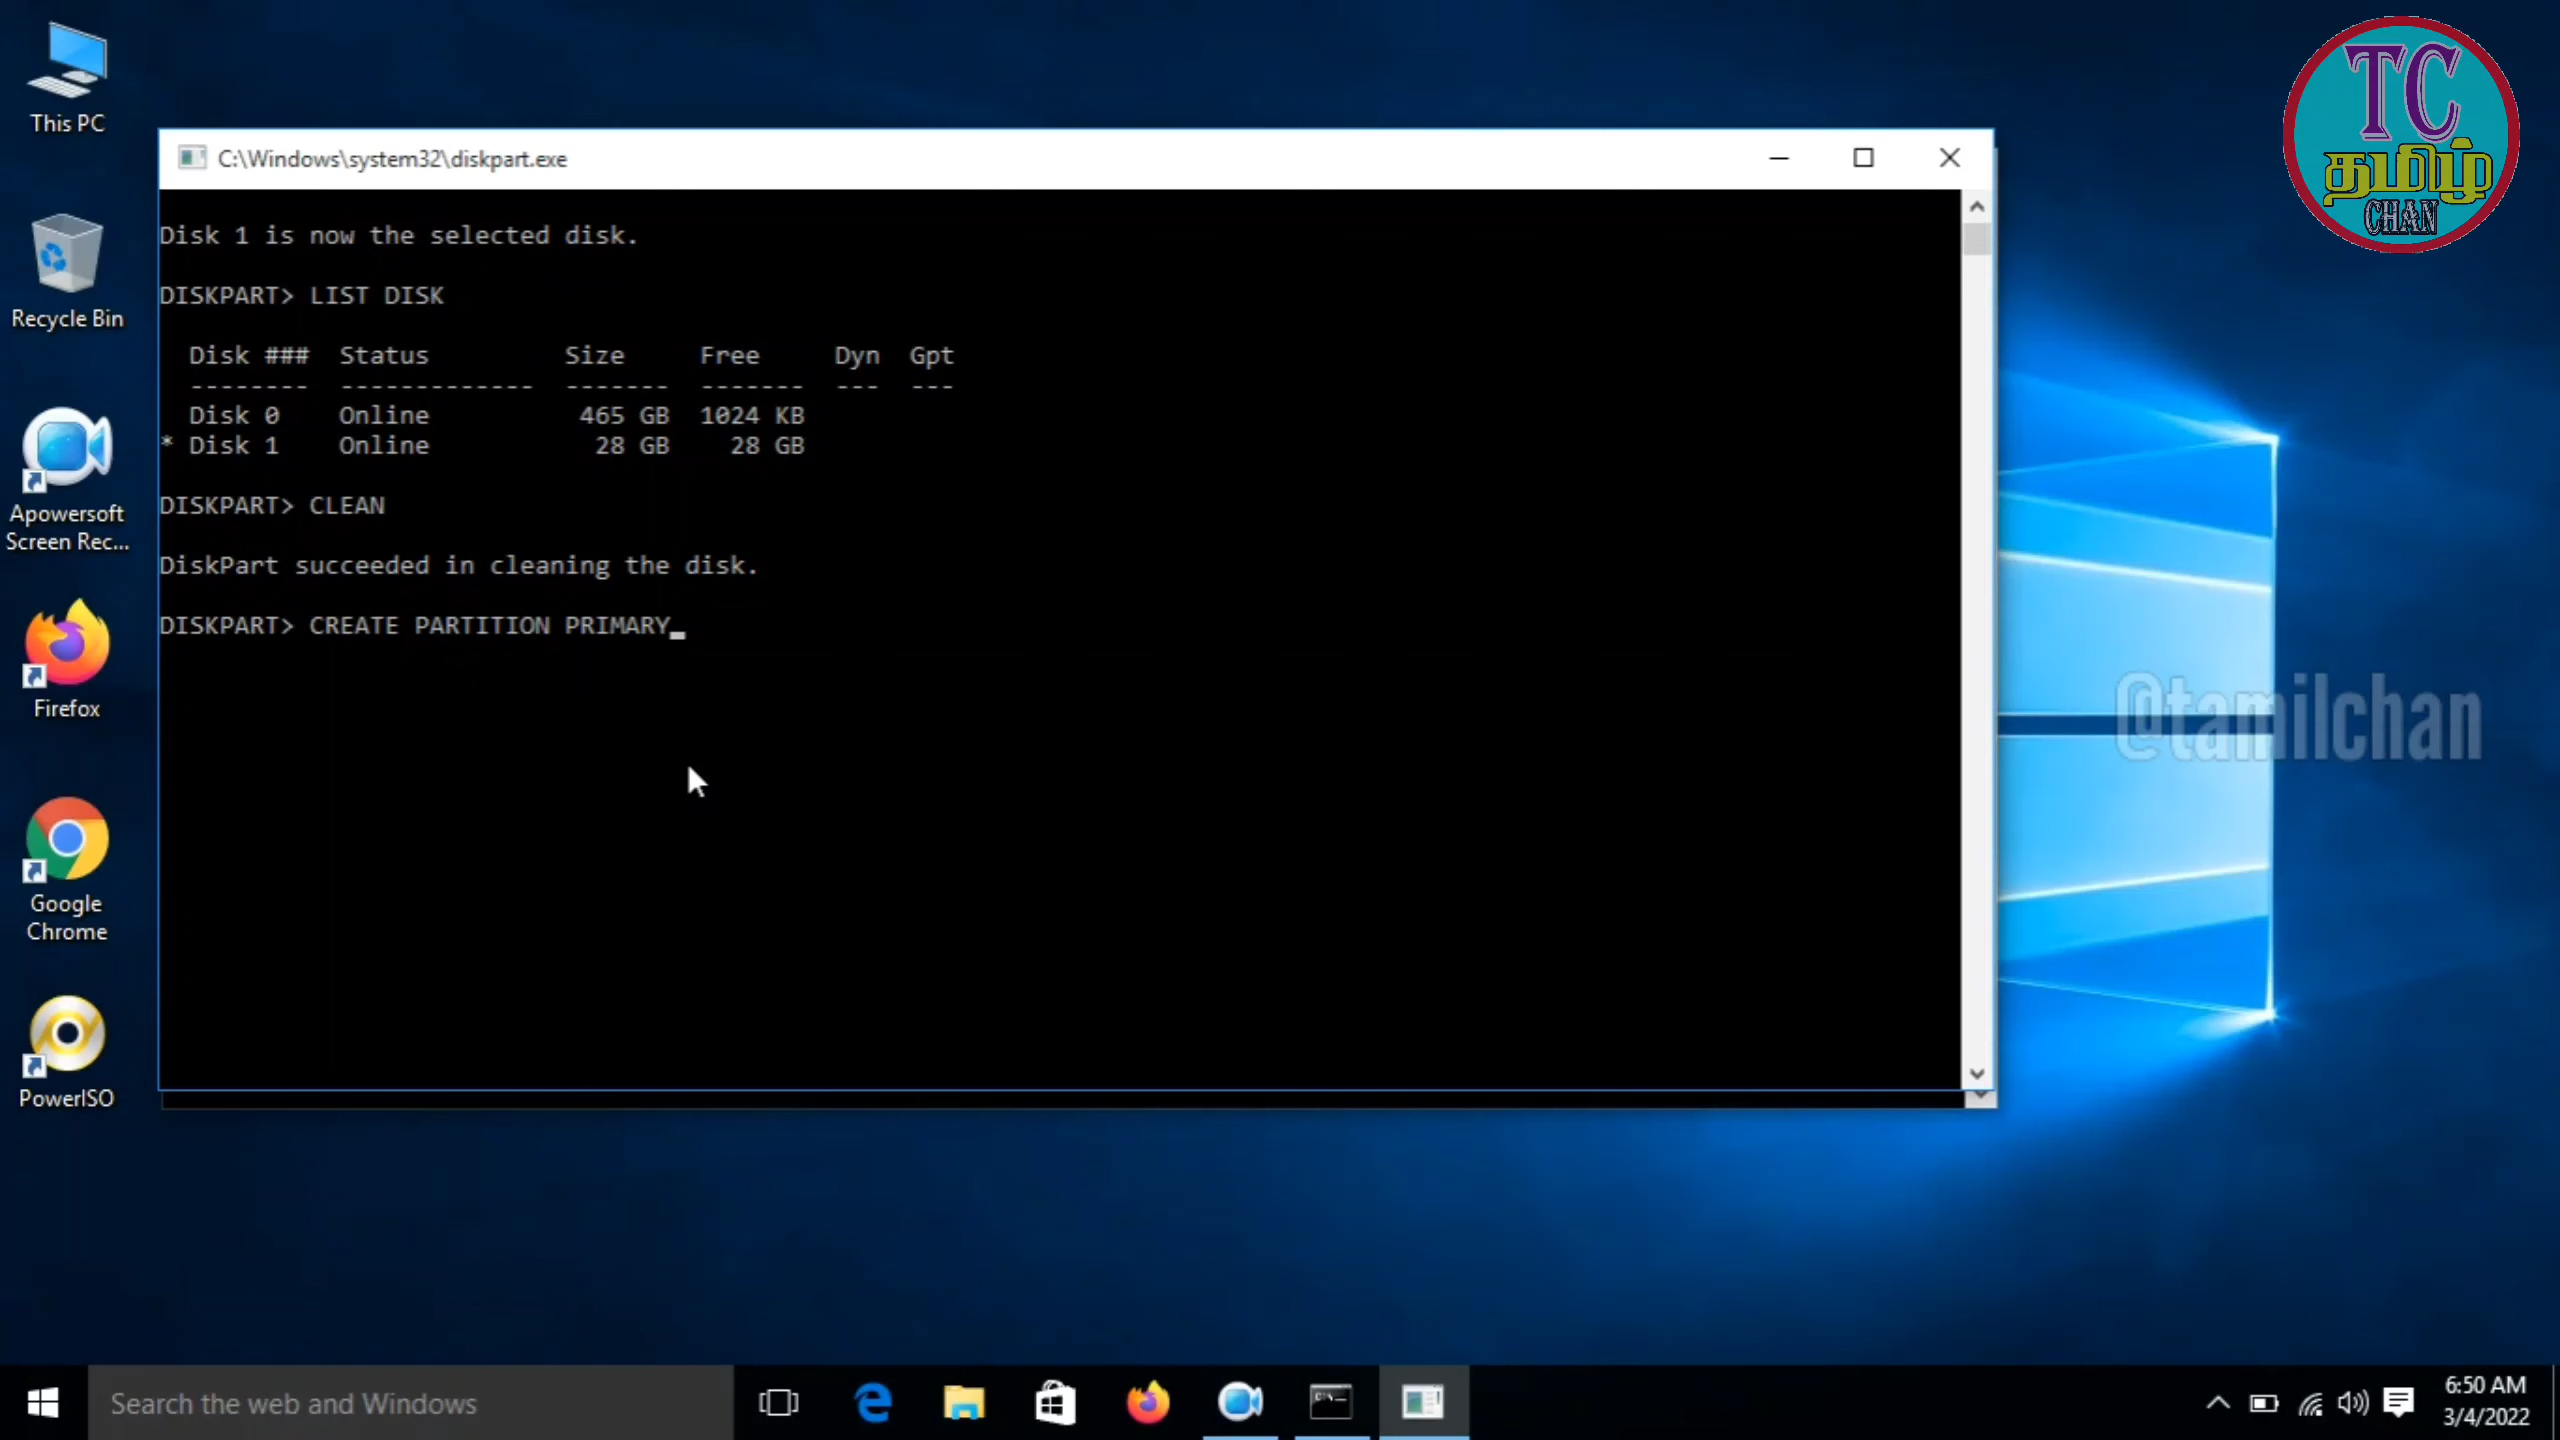 This PC
Recycle Bin
Apowersoft
Screen Rec...
Firefox
Google
Chrome
PowerISO
C:\Windows\system32\diskpart.exe
Disk 1 is now the selected disk.
DISKPART> LIST DISK
Disk ### Status Size Free Dyn Gpt
-------- ------------- ------- ------- --- ---
Disk 0 Online 465 GB 1024 KB
* Disk 1 Online 28 GB 28 GB
DISKPART> CLEAN
DiskPart succeeded in cleaning the disk.
DISKPART> CREATE PARTITION PRIMARY_
TC
தமிழ்
CHAN
@tamilchan
Search the web and Windows
6:50 AM
3/4/2022